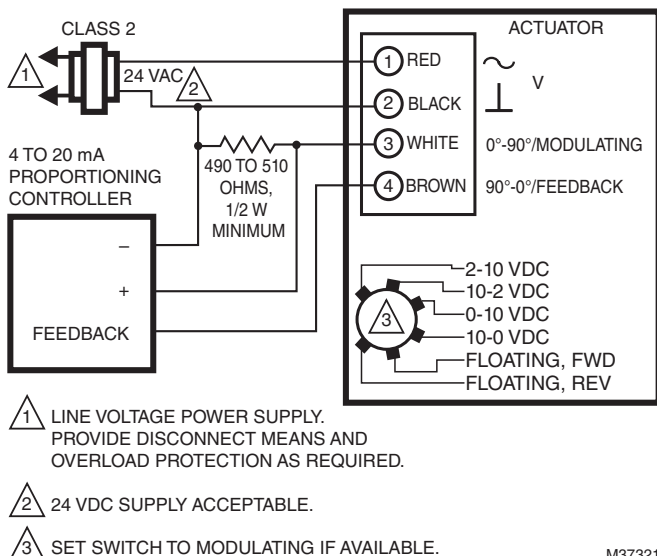 CLASS 2
ACTUATOR
1
24 VAC
2
1 RED
V
2 BLACK
3 WHITE 0°-90°/MODULATING
4 BROWN 90°-0°/FEEDBACK
490 TO 510
OHMS,
1/2 W
MINIMUM
4 TO 20 mA
PROPORTIONING
CONTROLLER
–
+
FEEDBACK
3
2-10 VDC
10-2 VDC
0-10 VDC
10-0 VDC
FLOATING, FWD
FLOATING, REV
1 LINE VOLTAGE POWER SUPPLY.
PROVIDE DISCONNECT MEANS AND
OVERLOAD PROTECTION AS REQUIRED.
2 24 VDC SUPPLY ACCEPTABLE.
3 SET SWITCH TO MODULATING IF AVAILABLE.
M37321